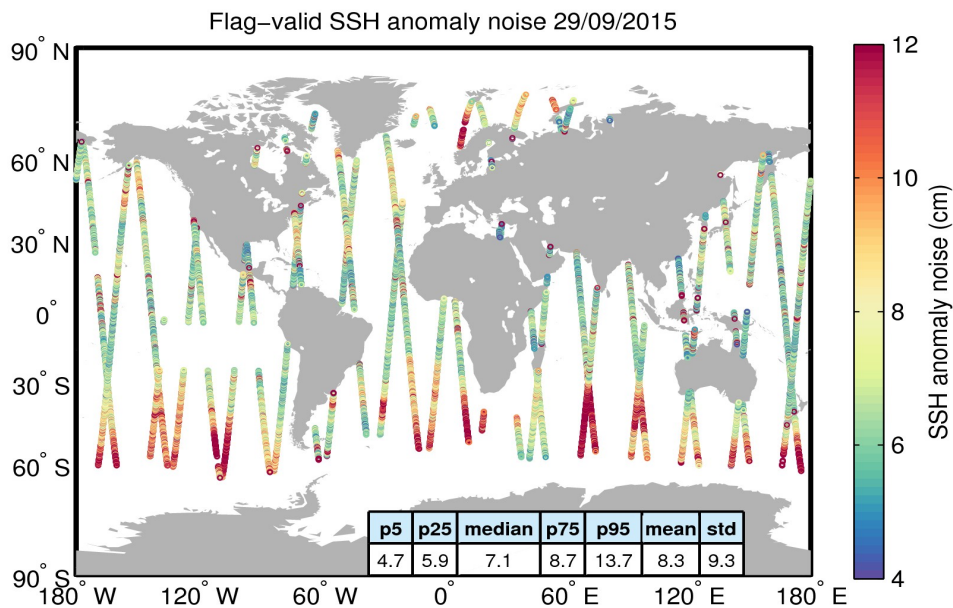 Flag−valid SSH anomaly noise 29/09/2015
90° N
60° N
30° N
0°
30° S
60° S
90° S
180° W 120° W 60° W 0° 60° E 120° E 180° E
p5 p25 median p75 p95 mean std
4.7 5.9 7.1 8.7 13.7 8.3 9.3
12
10
8
6
4
SSH anomaly noise (cm)